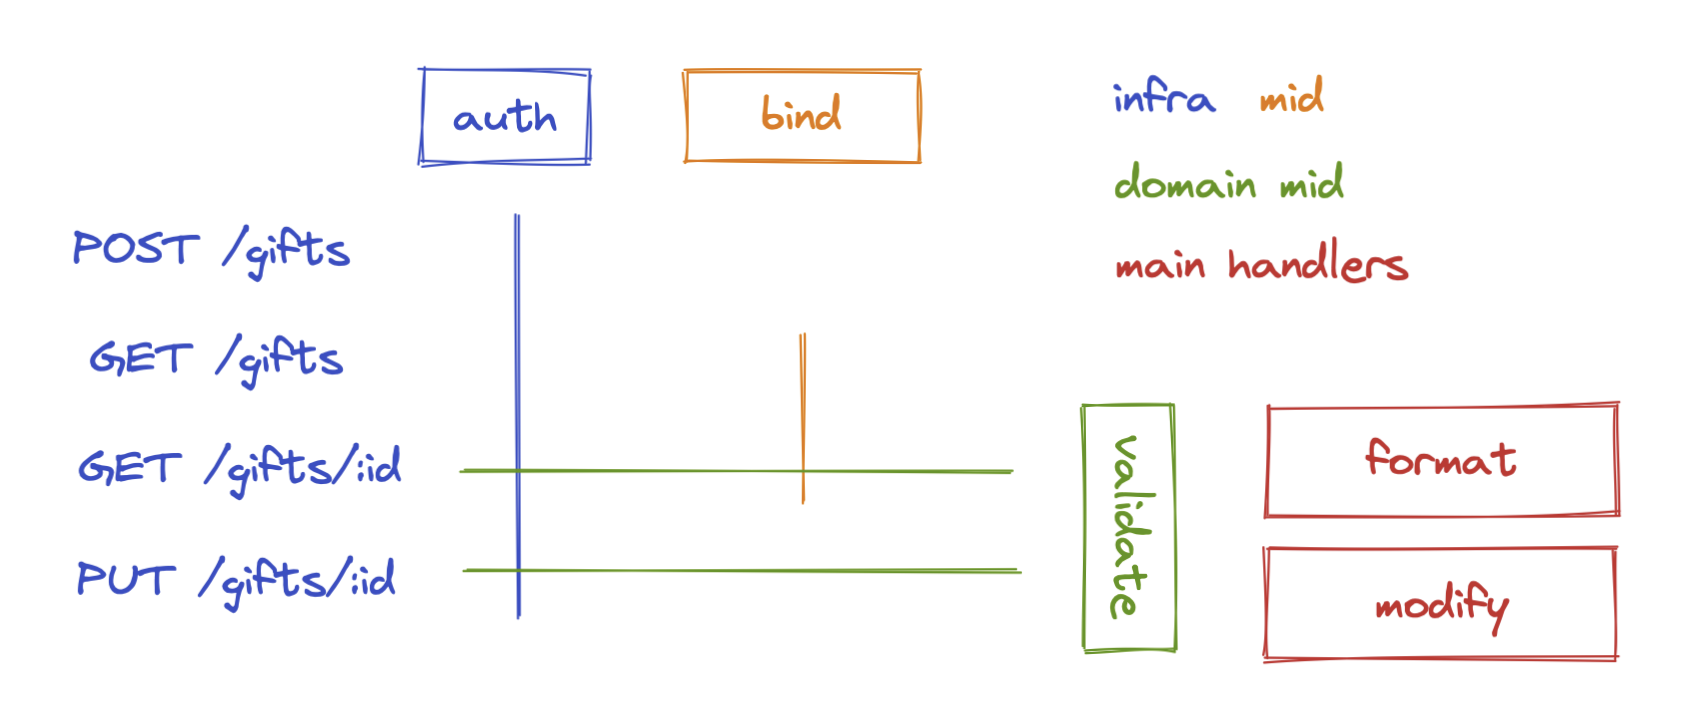 auth
bind
infra mid
domain mid
main handlers
POST /gifts
GET /gifts
GET /gifts/:id
PUT /gifts/:id
validate
format
modify